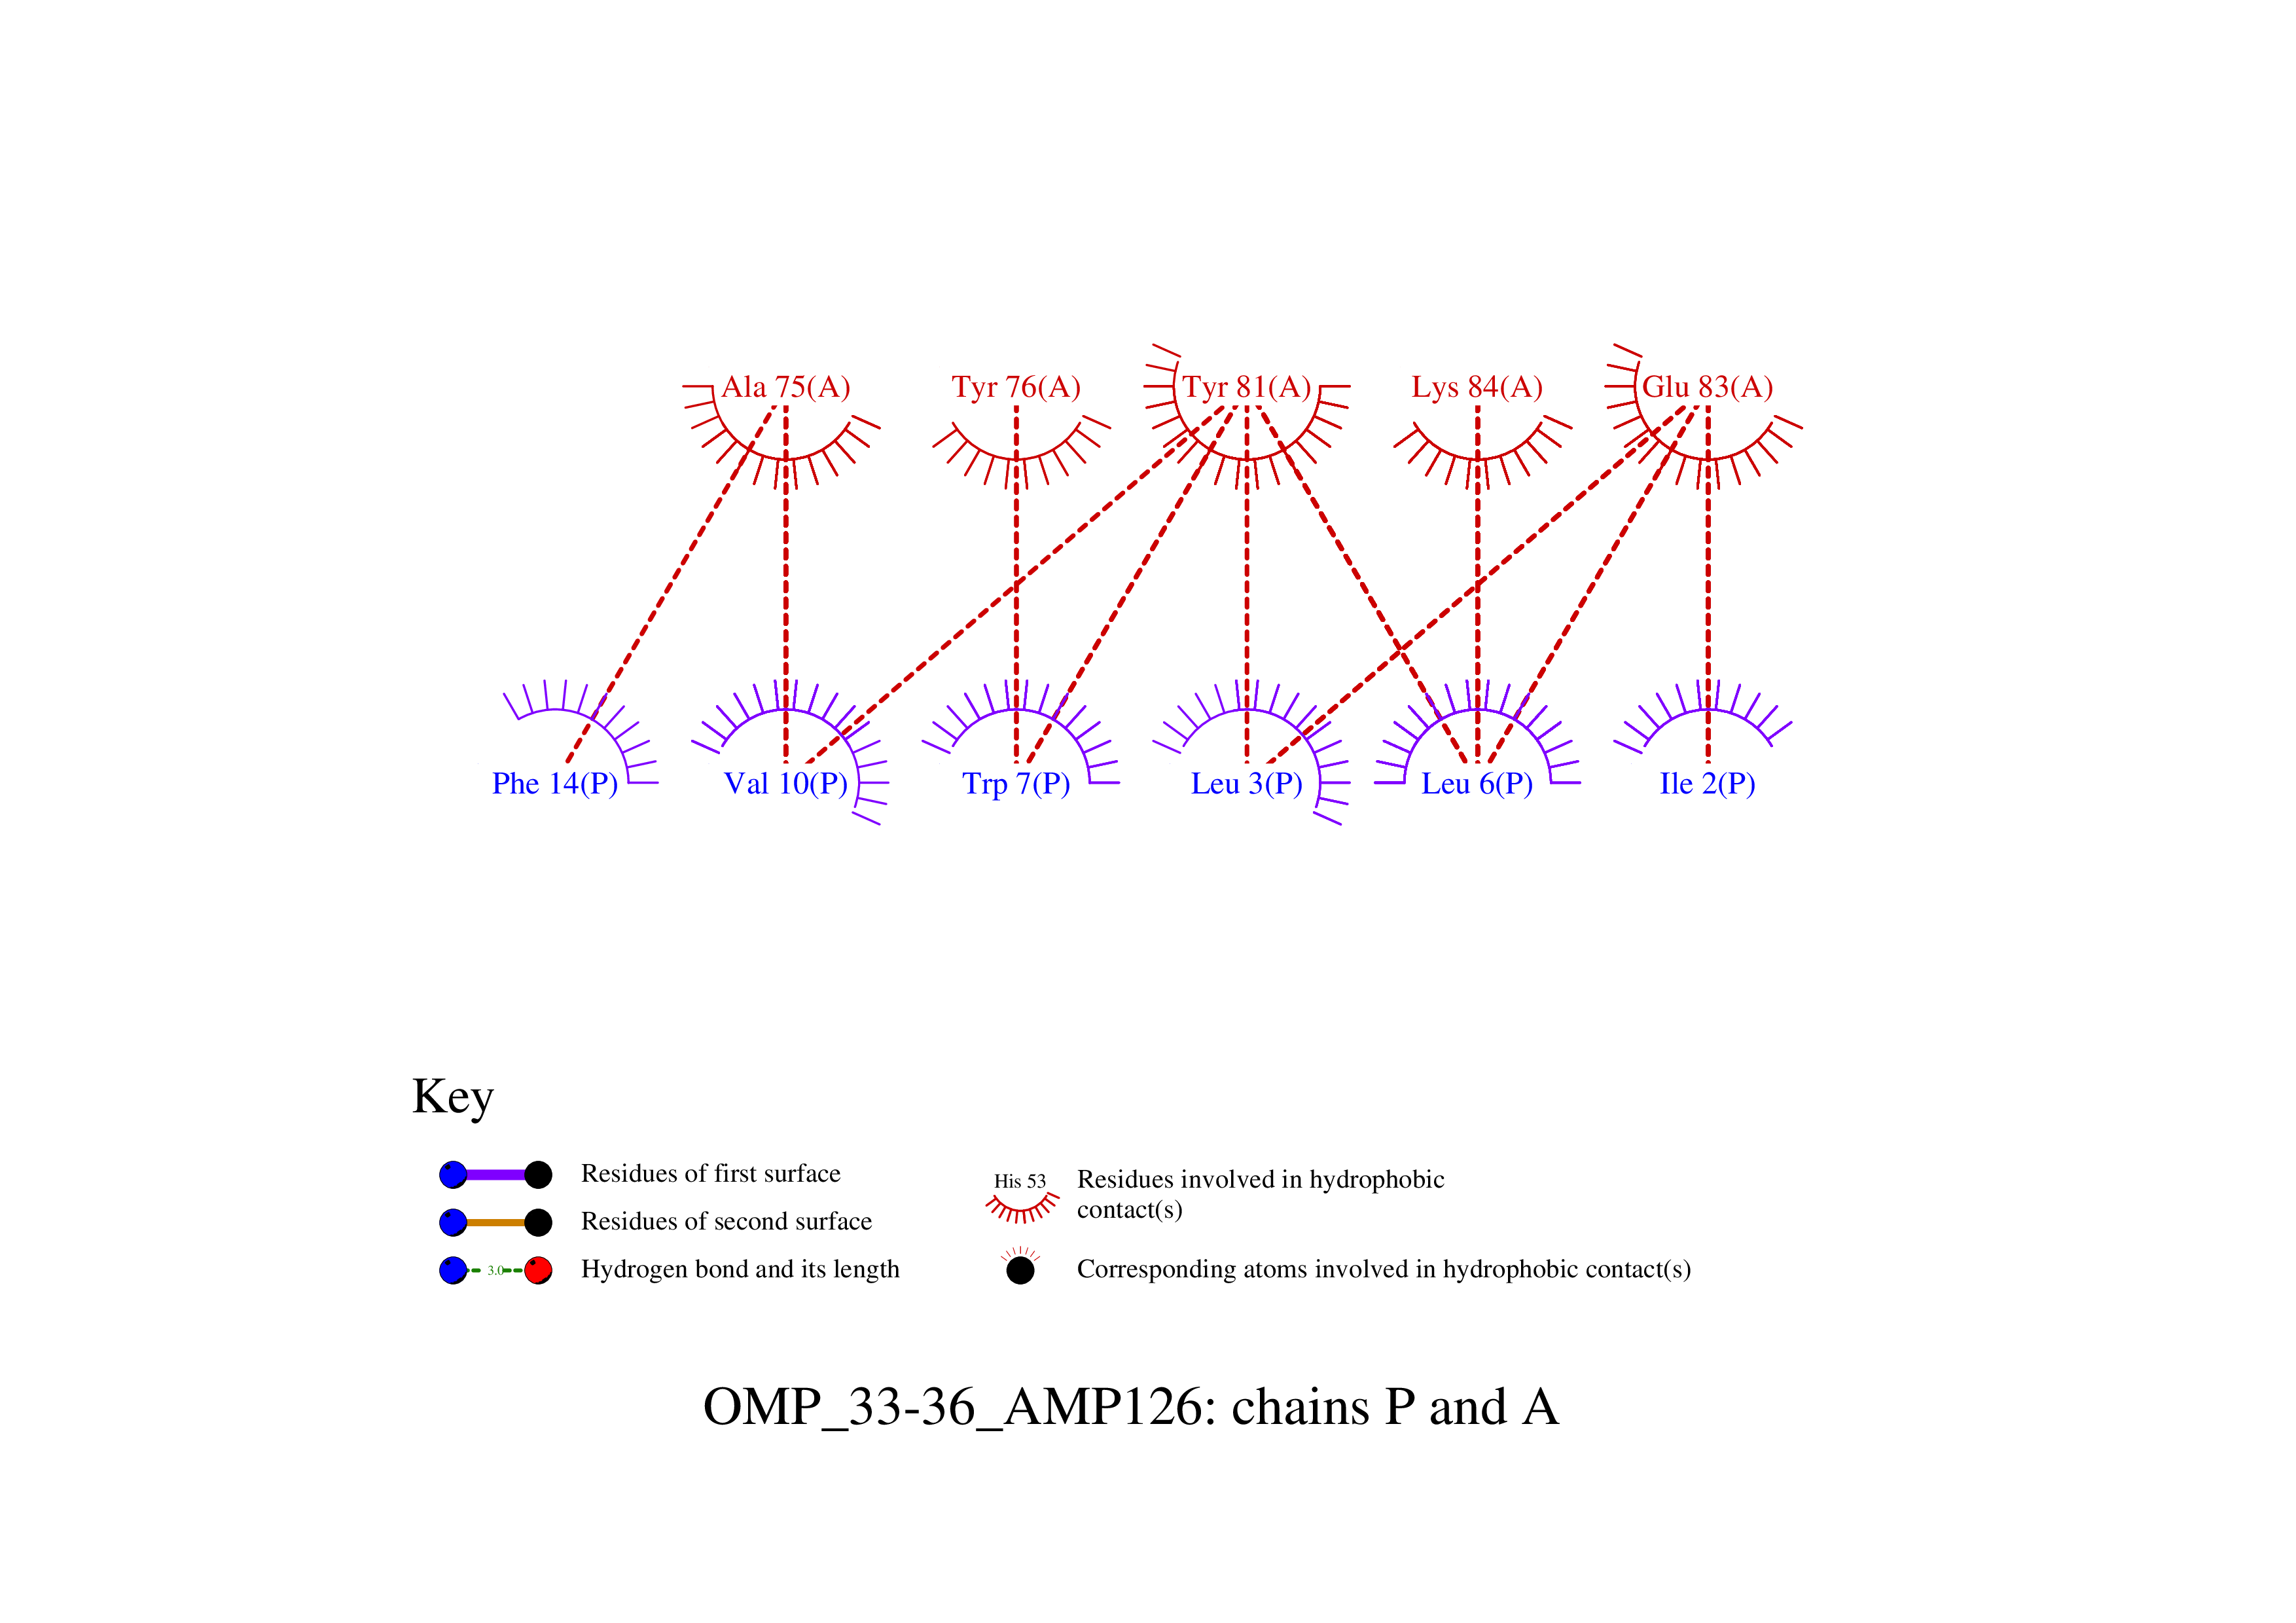 Ala 75(A) Tyr 76(A) Tyr 81(A) Lys 84(A) Glu 83(A)
Phe 14(P) Val 10(P) Trp 7(P) Leu 3(P) Leu 6(P) Ile 2(P)
Key
Residues of first surface
Residues of second surface
3.0 Hydrogen bond and its length
His 53 Residues involved in hydrophobic
contact(s)
Corresponding atoms involved in hydrophobic contact(s)
OMP_33-36_AMP126: chains P and A